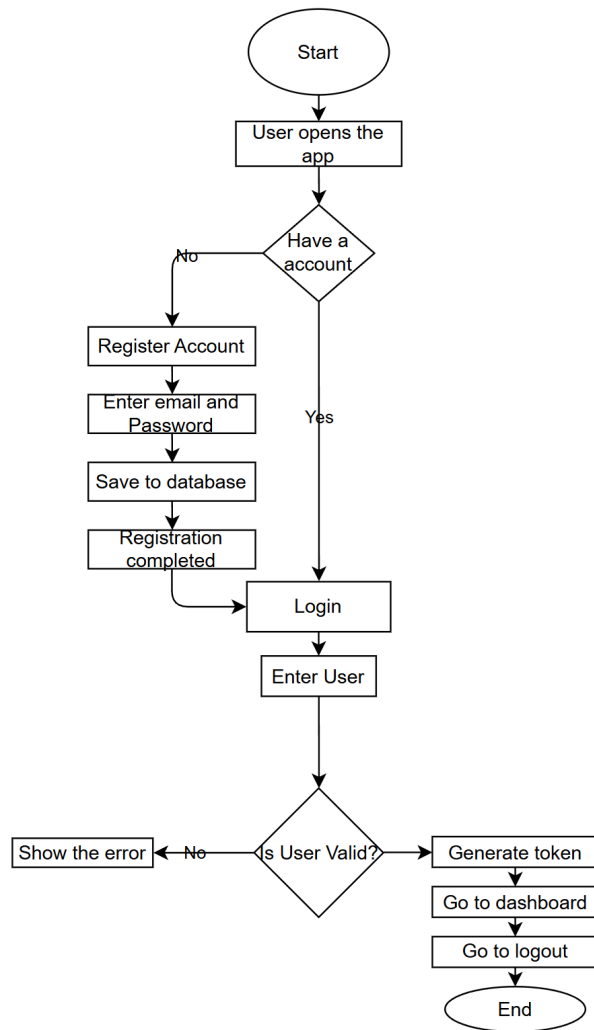 Start
User opens the
app
Have a
account
No
Register Account
Enter email and
Password
Yes
Save to database
Registration
completed
Login
Enter User
Show the error
No
Is User Valid?
Generate token
Go to dashboard
Go to logout
End